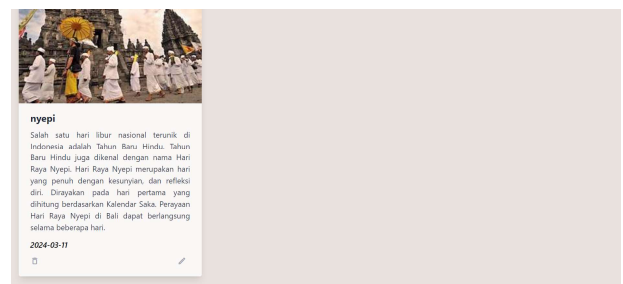 nyepi
Salah satu hari libur nasional terunik di
Indonesia adalah Tahun Baru Hindu. Tahun
Baru Hindu juga dikenal dengan nama Hari
Raya Nyepi. Hari Raya Nyepi merupakan hari
yang penuh dengan kesunyian, dan refleksi
diri. Dirayakan pada hari pertama yang
dihitung berdasarkan Kalendar Saka. Perayaan
Hari Raya Nyepi di Bali dapat berlangsung
selama beberapa hari.
2024-03-11